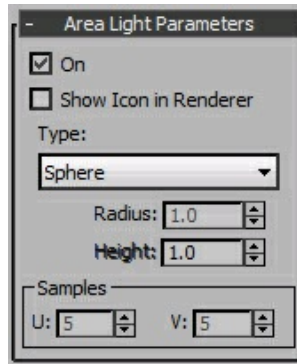 - Area Light Parameters
On
Show Icon in Renderer
Type:
Sphere
Radius: 1.0
Height: 1.0
Samples
U: 5 V: 5